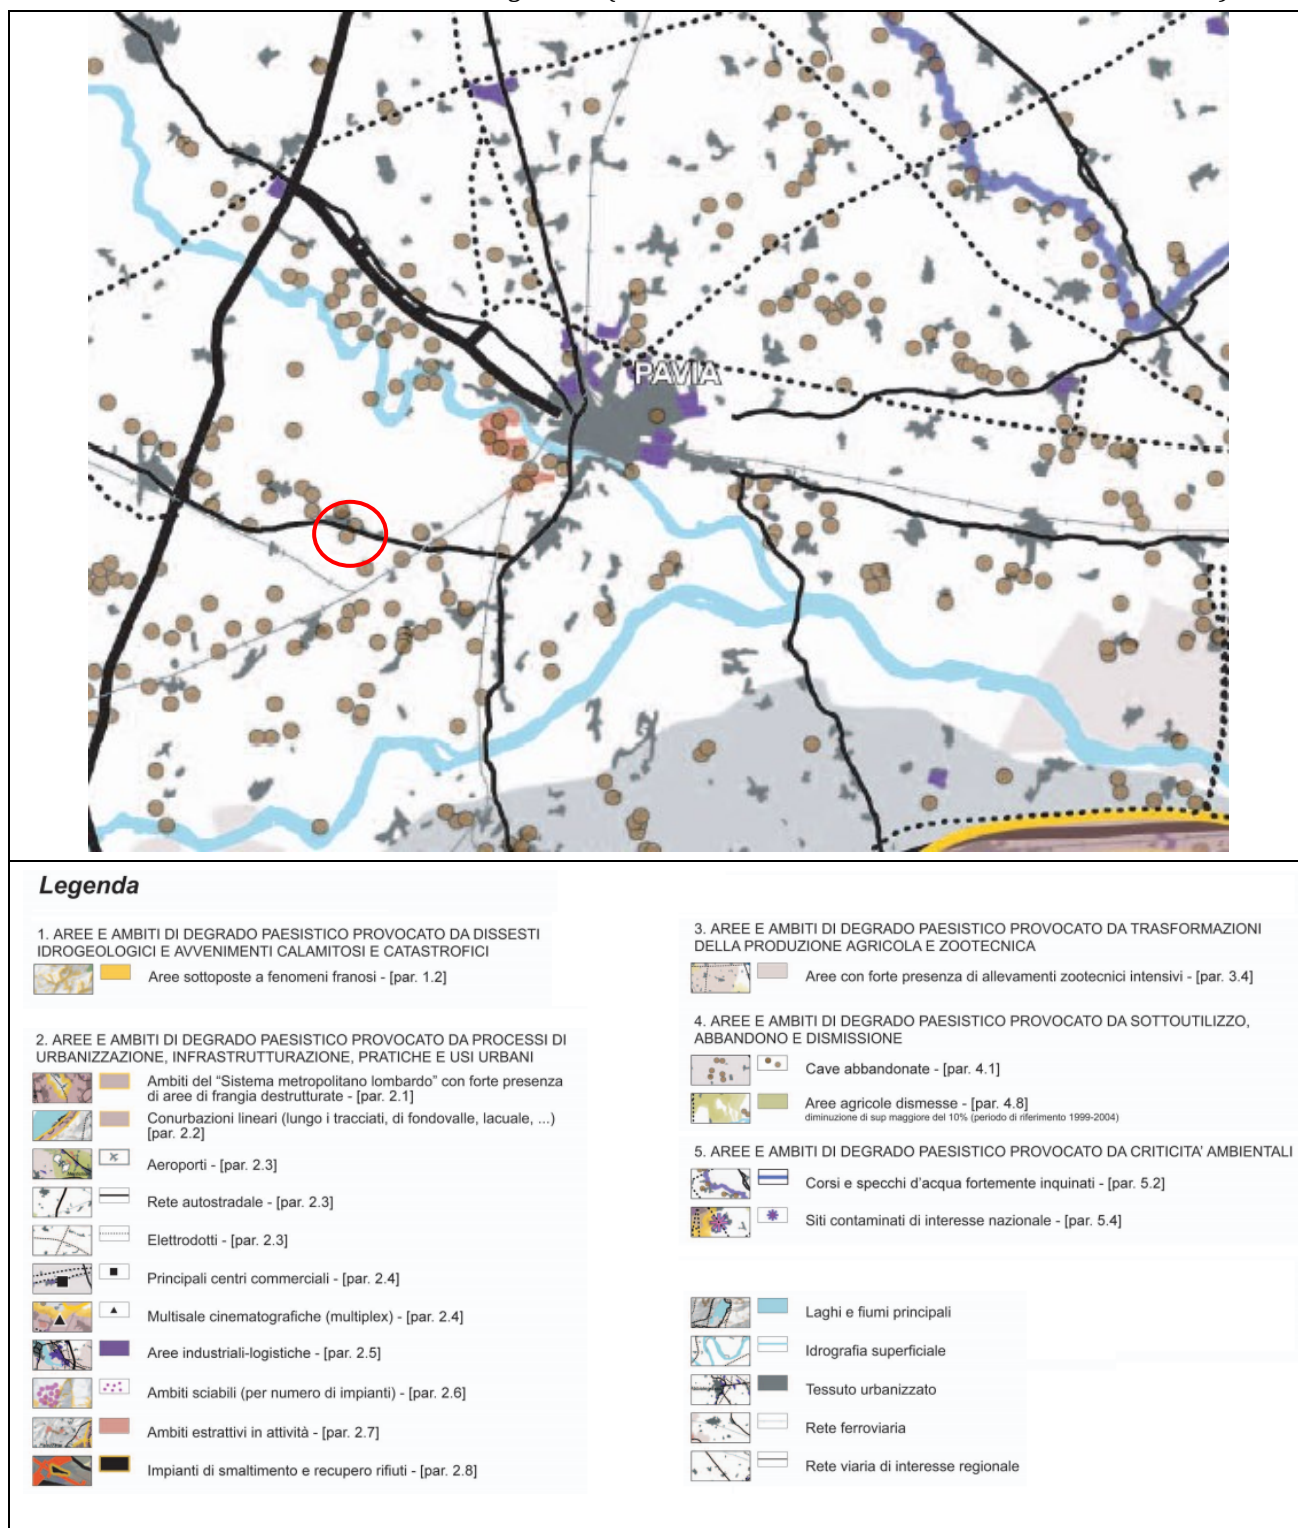 PAVIA
Legenda
1. AREE E AMBITI DI DEGRADO PAESISTICO PROVOCATO DA DISSESTI
IDROGEOLOGICI E AVVENIMENTI CALAMITOSI E CATASTROFICI
Aree sottoposte a fenomeni franosi - [par. 1.2]
2. AREE E AMBITI DI DEGRADO PAESISTICO PROVOCATO DA PROCESSI DI
URBANIZZAZIONE, INFRASTRUTTURAZIONE, PRATICHE E USI URBANI
Ambiti del “Sistema metropolitano lombardo” con forte presenza
di aree di frangia destrutturate - [par. 2.1]
Conurbazioni lineari (lungo i tracciati, di fondovalle, lacuale, ...)
[par. 2.2]
Aeroporti - [par. 2.3]
Rete autostradale - [par. 2.3]
Elettrodotti - [par. 2.3]
Principali centri commerciali - [par. 2.4]
Multisale cinematografiche (multiplex) - [par. 2.4]
Aree industriali-logistiche - [par. 2.5]
Ambiti sciabili (per numero di impianti) - [par. 2.6]
Ambiti estrattivi in attività - [par. 2.7]
Impianti di smaltimento e recupero rifiuti - [par. 2.8]
3. AREE E AMBITI DI DEGRADO PAESISTICO PROVOCATO DA TRASFORMAZIONI
DELLA PRODUZIONE AGRICOLA E ZOOTECNICA
Aree con forte presenza di allevamenti zootecnici intensivi - [par. 3.4]
4. AREE E AMBITI DI DEGRADO PAESISTICO PROVOCATO DA SOTTOUTILIZZO,
ABBANDONO E DISMISSIONE
Cave abbandonate - [par. 4.1]
Aree agricole dismesse - [par. 4.8]
diminuzione di sup maggiore del 10% (periodo di riferimento 1999-2004)
5. AREE E AMBITI DI DEGRADO PAESISTICO PROVOCATO DA CRITICITA' AMBIENTALI
Corsi e specchi d'acqua fortemente inquinati - [par. 5.2]
Siti contaminati di interesse nazionale - [par. 5.4]
Laghi e fiumi principali
Idrografia superficiale
Tessuto urbanizzato
Rete ferroviaria
Rete viaria di interesse regionale